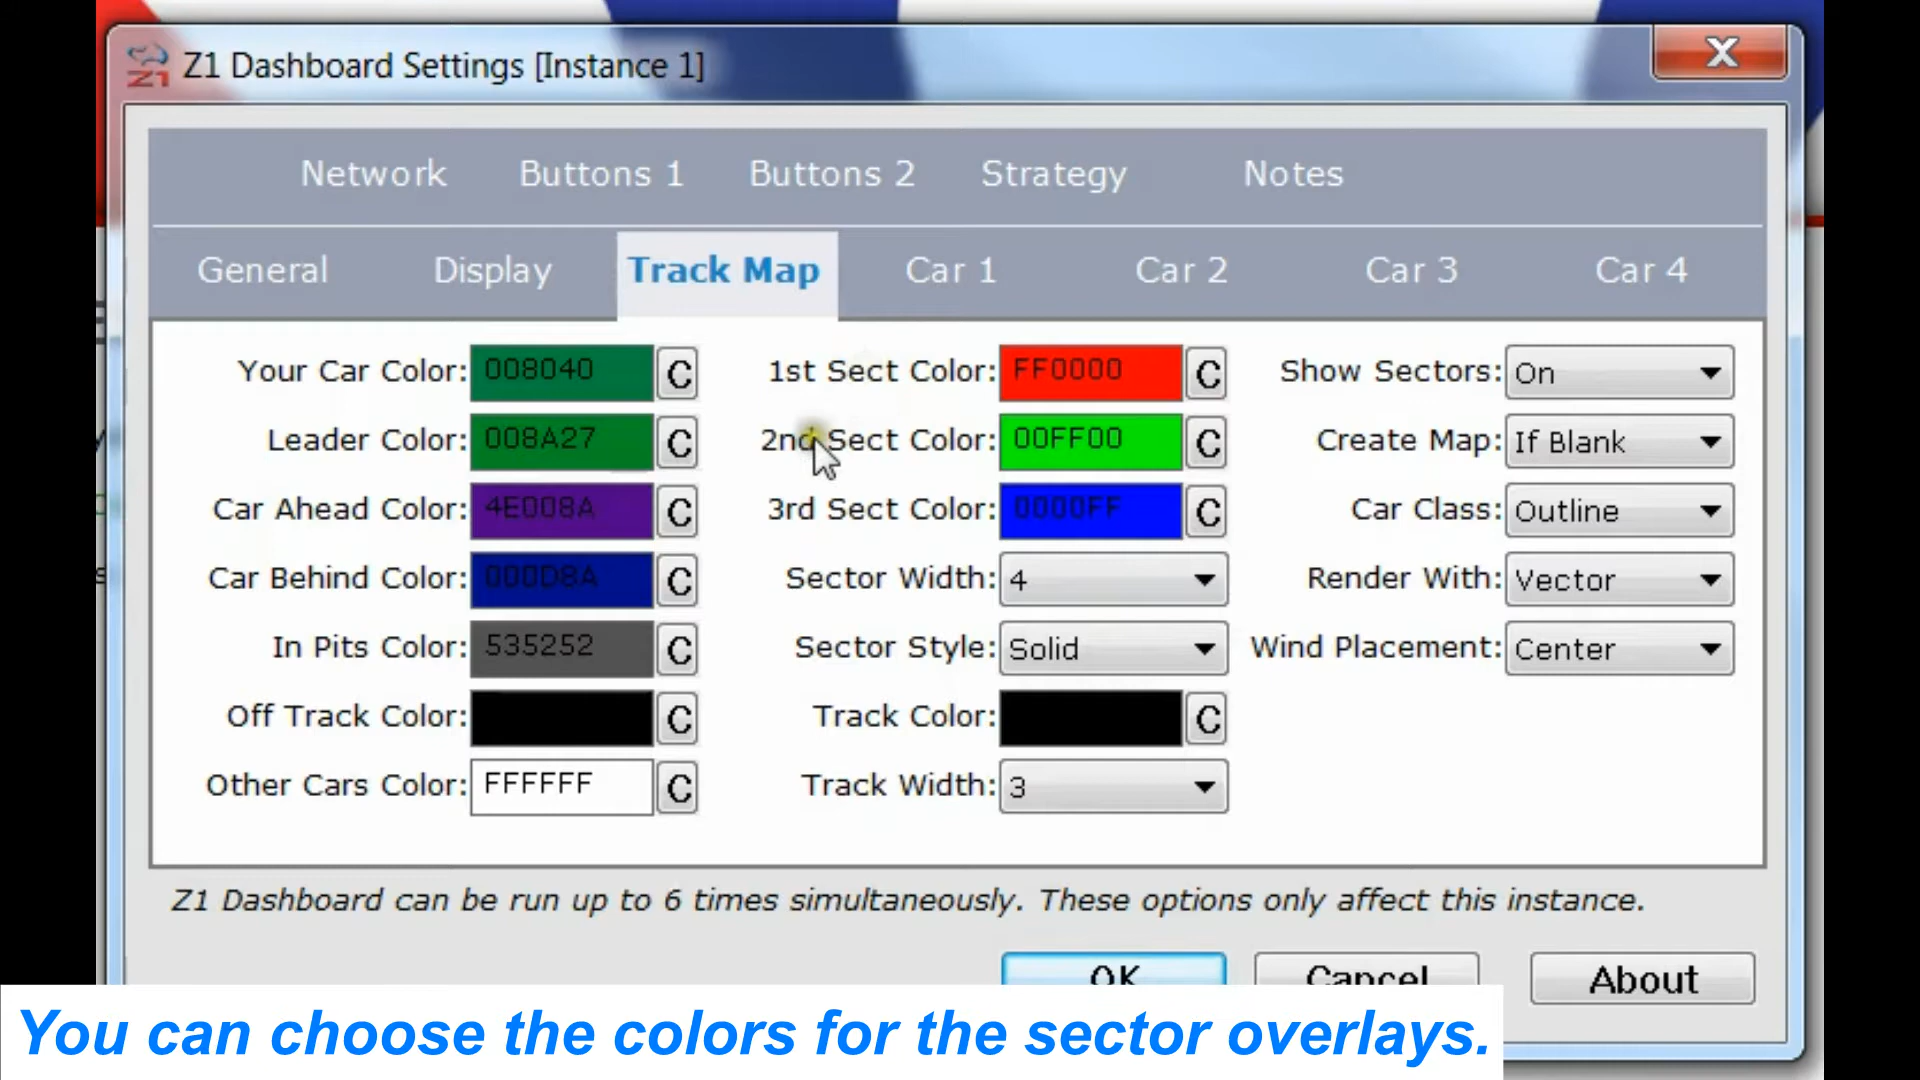 Z1 Dashboard Settings [Instance 1]
Network Buttons 1 Buttons 2 Strategy Notes
General Display Track Map Car 1 Car 2 Car 3 Car 4
Your Car Color: 008040 C 1st Sect Color: FF0000 C Show Sectors: On
Leader Color: 008A27 C 2nd Sect Color: 00FF00 C Create Map: If Blank
Car Ahead Color: 4E008A C 3rd Sect Color: 0000FF C Car Class: Outline
Car Behind Color: 000D8A C Sector Width: 4 Render With: Vector
In Pits Color: 535252 C Sector Style: Solid Wind Placement: Center
Off Track Color: C Track Color: C
Other Cars Color: FFFFFF C Track Width: 3
Z1 Dashboard can be run up to 6 times simultaneously. These options only affect this instance.
OK Cancel About
You can choose the colors for the sector overlays.